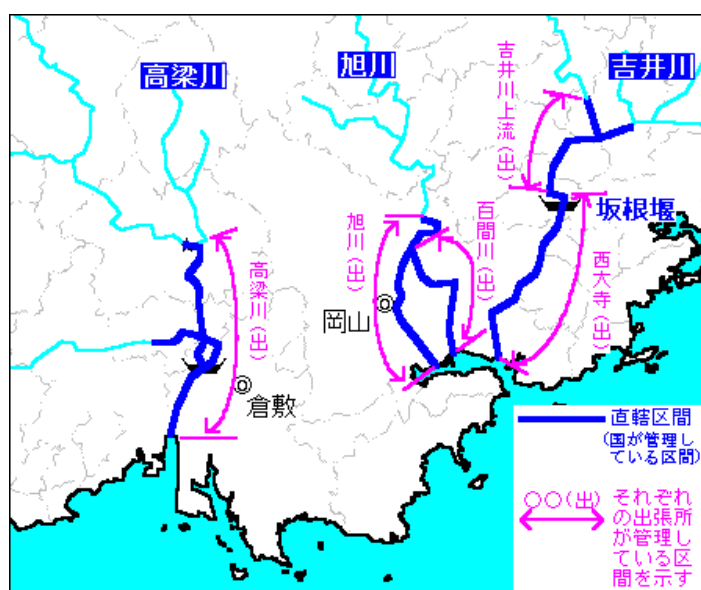 高梁川
旭川
吉井川
吉井川上流(出)
坂根堰
百間川(出)
旭川(出)
西大寺(出)
高梁川(出)
岡山
倉敷
直轄区間
(国が管理し
ている区間)
○○(出)
それぞれ
の出張所
が管理し
ている区
間を示す